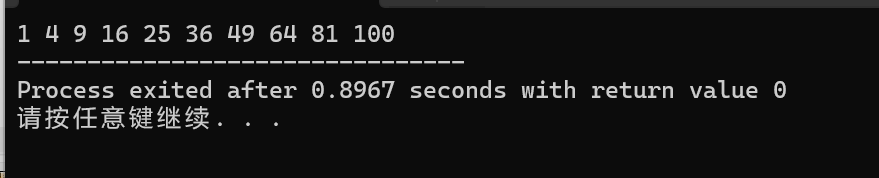 1 4 9 16 25 36 49 64 81 100
--------------------------------
Process exited after 0.8967 seconds with return value 0
请按任意键继续. . .